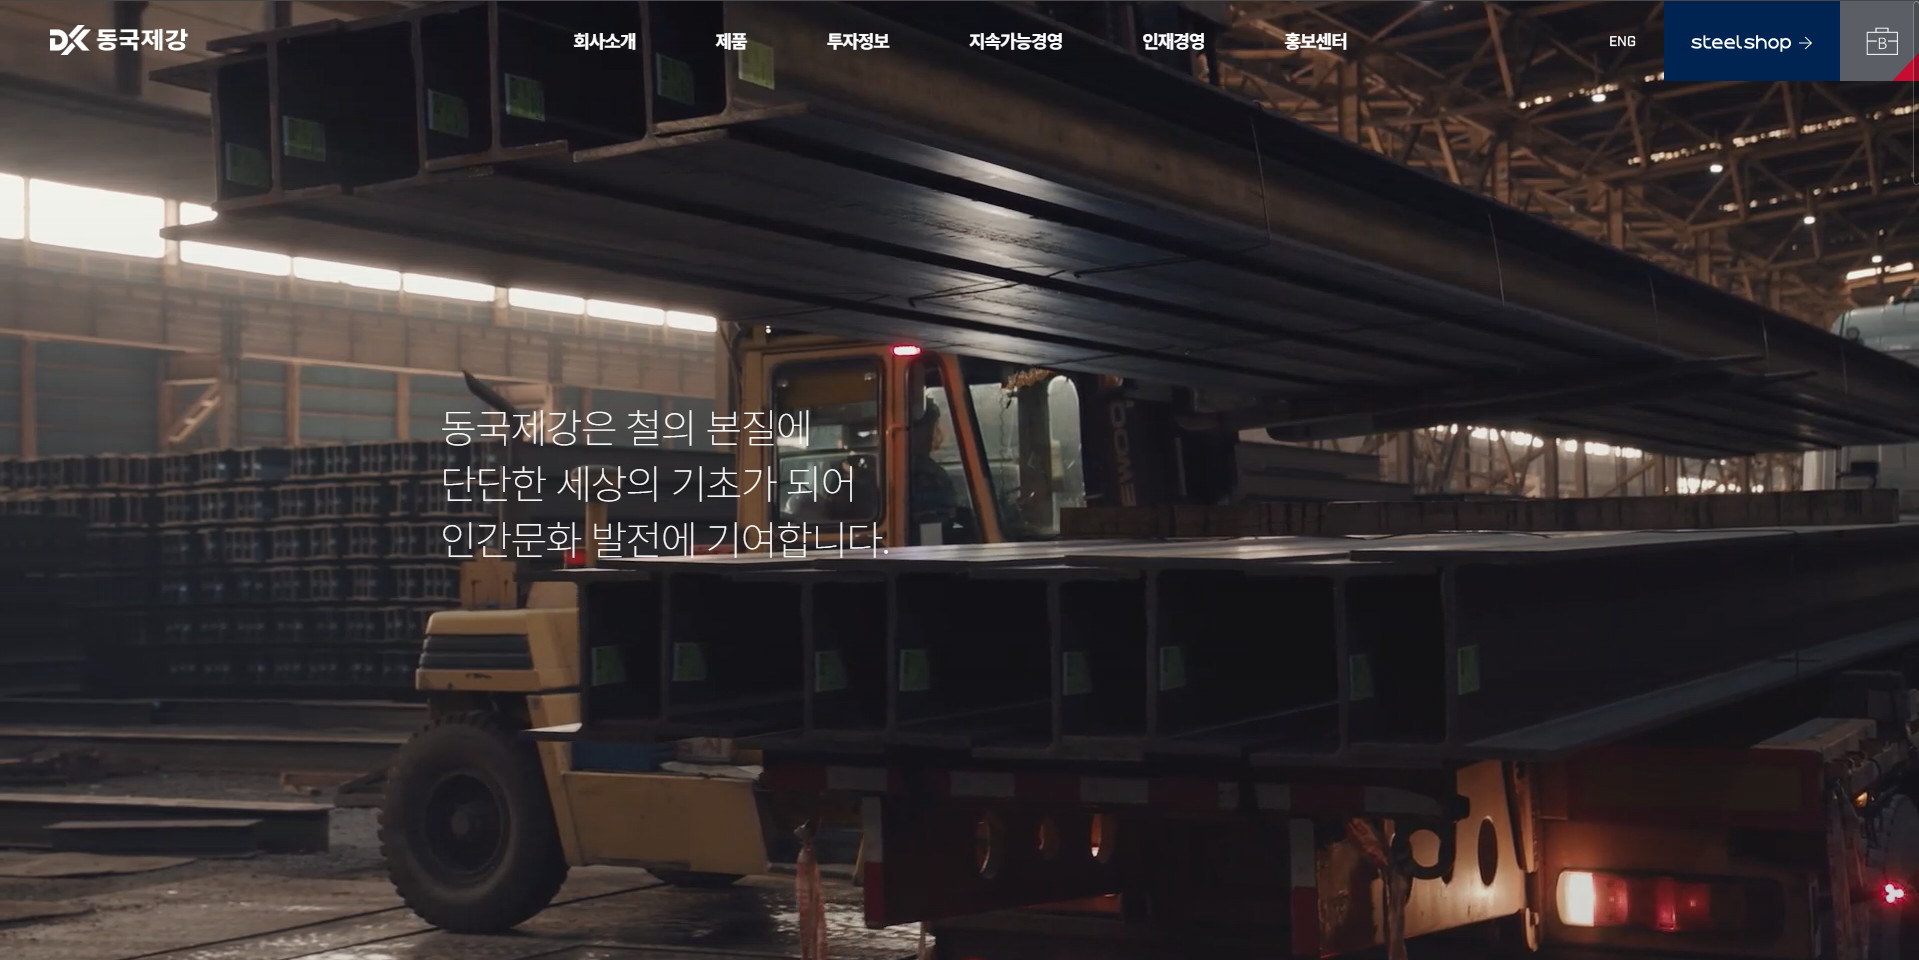 DK 동국제강
회사소개
제품
투자정보
지속가능경영
인재경영
홍보센터
ENG
steelshop →
B
동국제강은 철의 본질에
단단한 세상의 기초가 되어
인간문화 발전에 기여합니다.
EWOO